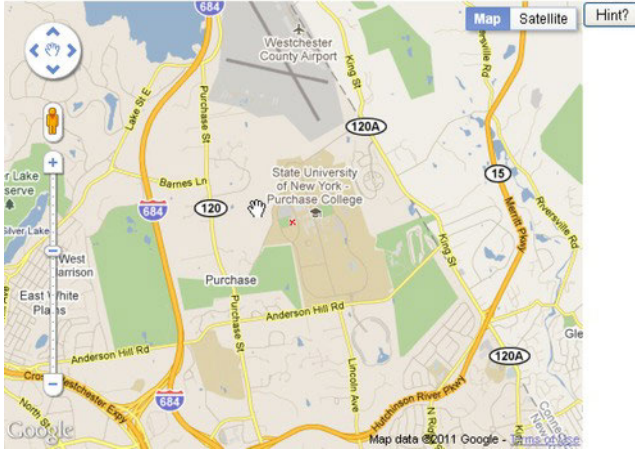 684
Map
Satellite
Hint?
Westchester
County Airport
Riversville Rd
King St
Lake St E
Purchase St
120A
State University
of New York -
Purchase College
15
Barnes Ln
684
120
Merritt Pkwy
Riversville Rd
Silver Lake
West
Harrison
King St
Purchase
East White
Plains
Purchase St
Anderson Hill Rd
Anderson Hill Rd
Lincoln Ave
120A
684
Hutchinson River Pkwy
North St
Google
Map data ©2011 Google - Terms of Use